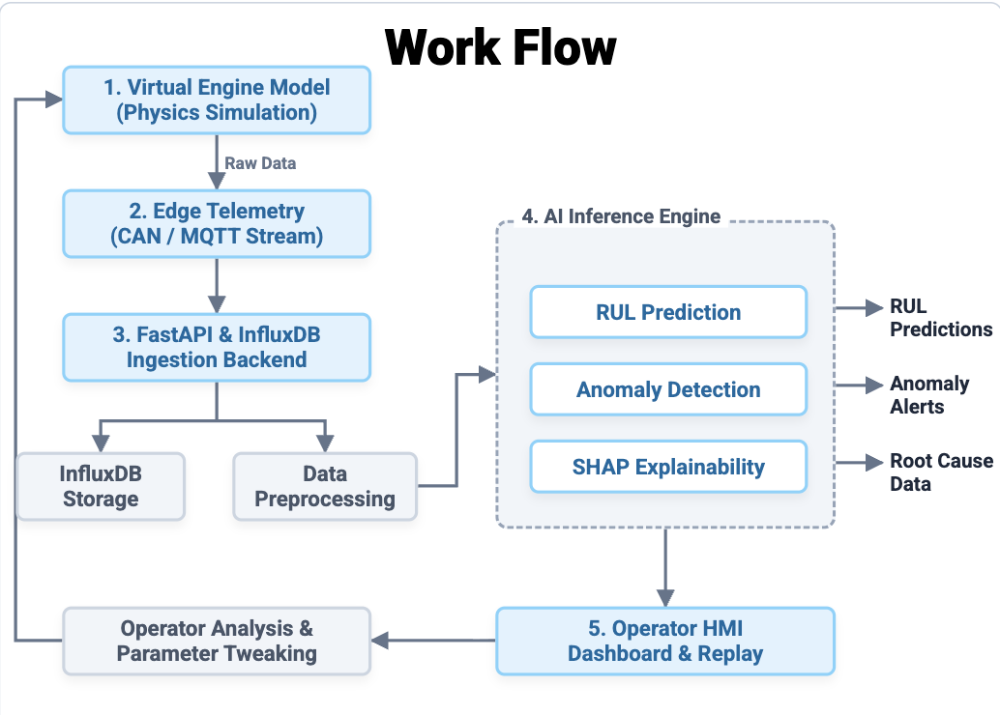 Work Flow
1. Virtual Engine Model
(Physics Simulation)
Raw Data
2. Edge Telemetry
(CAN / MQTT Stream)
3. FastAPI & InfluxDB
Ingestion Backend
InfluxDB
Storage
Data
Preprocessing
4. AI Inference Engine
RUL Prediction
Anomaly Detection
SHAP Explainability
RUL
Predictions
Anomaly
Alerts
Root Cause
Data
5. Operator HMI
Dashboard & Replay
Operator Analysis &
Parameter Tweaking